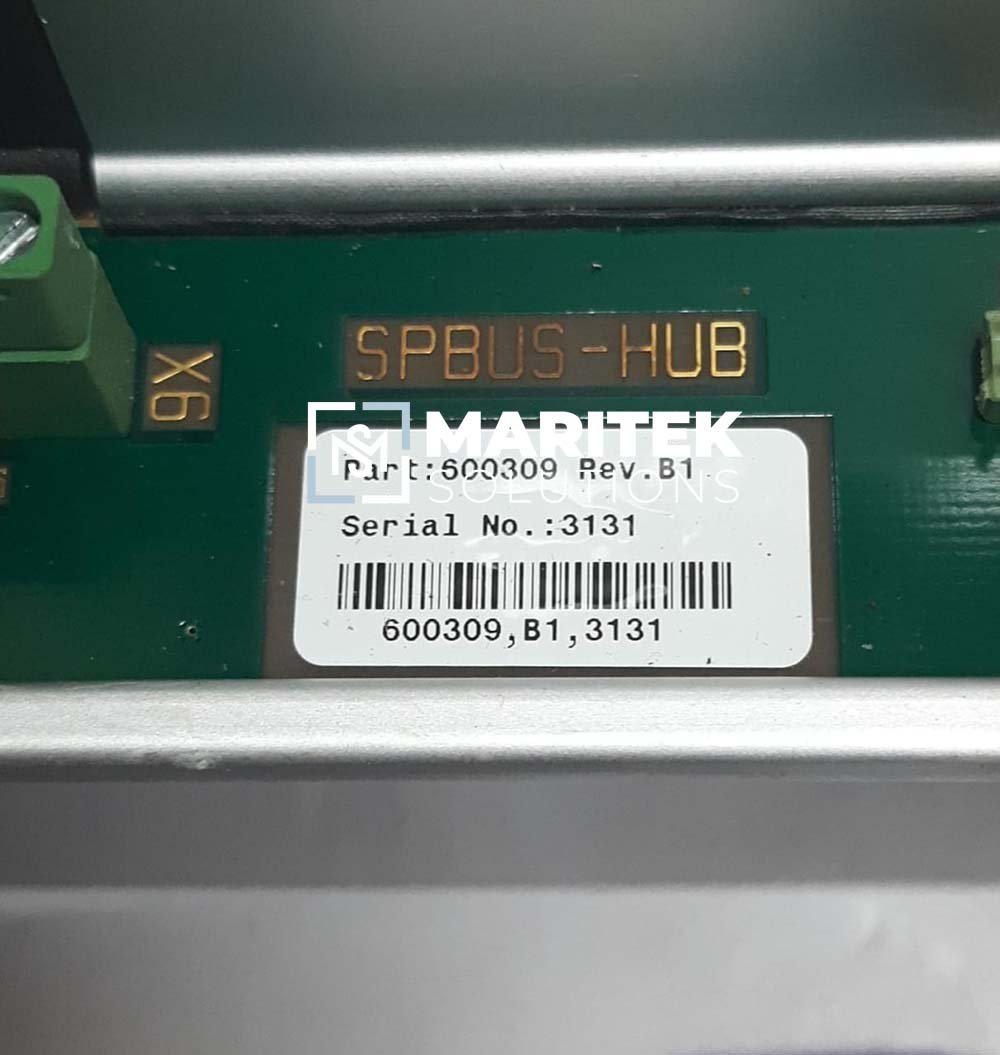 SPBUS-HUB
X6
MARITEK
SOLUTIONS
Part:600309 Rev.B1
Serial No.:3131
600309,B1,3131